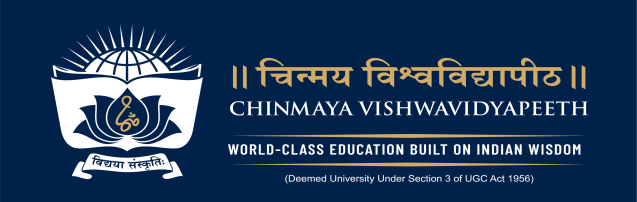 || चिन्मय विश्वविद्यापीठ ||
CHINMAYA VISHWAVIDYAPEETH
WORLD-CLASS EDUCATION BUILT ON INDIAN WISDOM
(Deemed University Under Section 3 of UGC Act 1956)
विद्यया संस्कृतिः